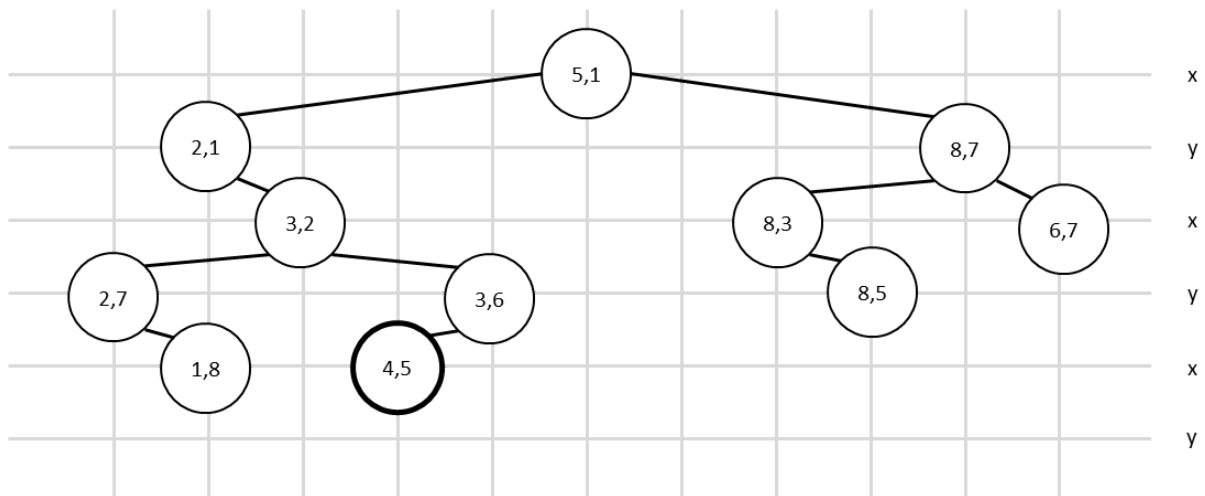 5,1 x
2,1 8,7 y
3,2 8,3 6,7 x
2,7 3,6 8,5 y
1,8 4,5 x
y